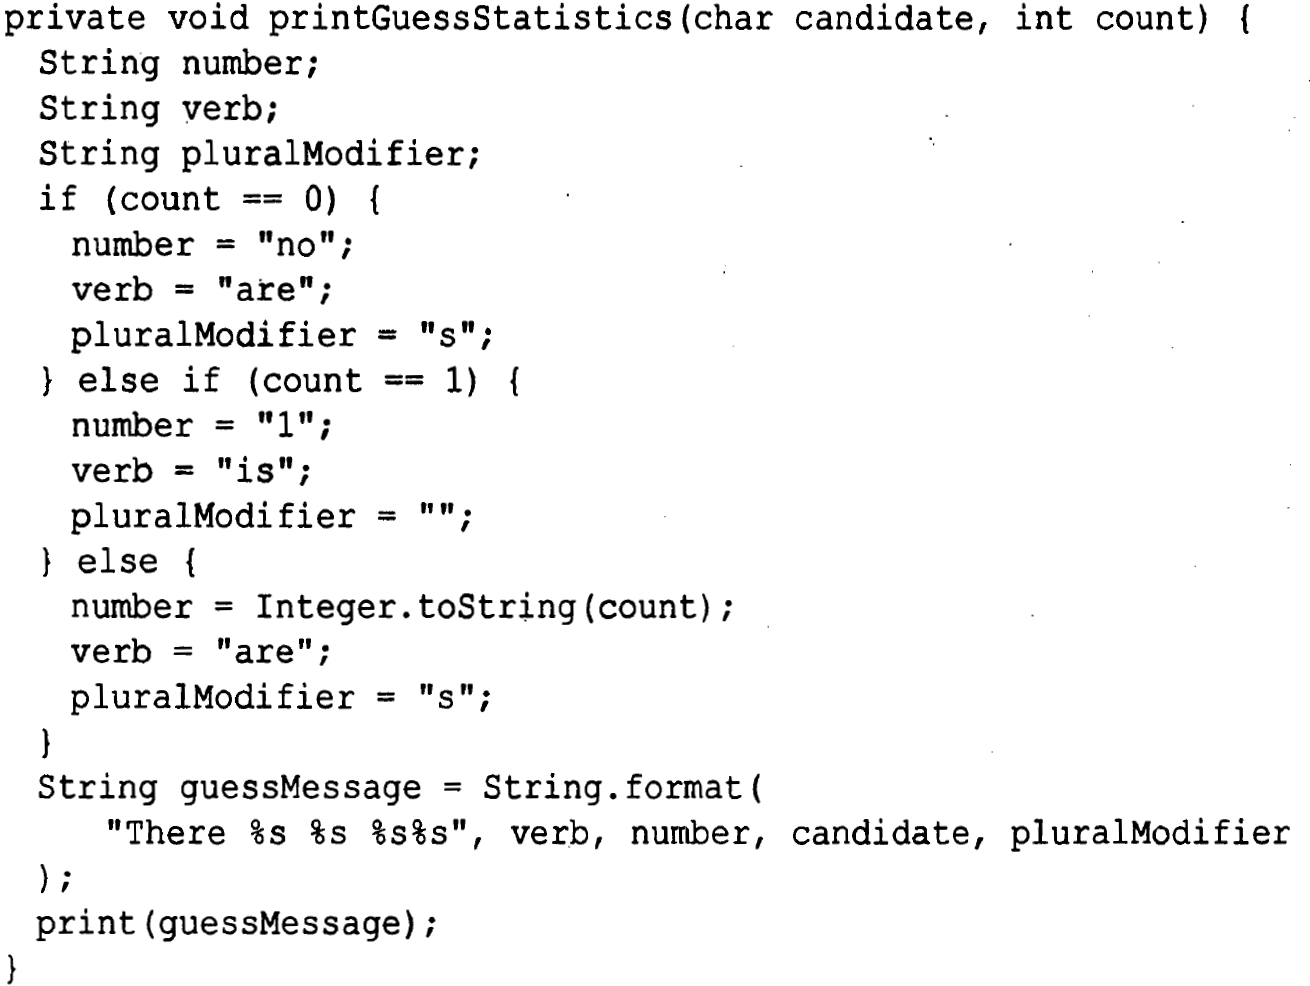 private void printGuessStatistics(char candidate, int count) {
  String number;
  String verb;
  String pluralModifier;
  if (count == 0) {
    number = "no";
    verb = "are";
    pluralModifier = "s";
  } else if (count == 1) {
    number = "1";
    verb = "is";
    pluralModifier = "";
  } else {
    number = Integer.toString(count);
    verb = "are";
    pluralModifier = "s";
  }
  String guessMessage = String.format(
      "There %s %s %s%s", verb, number, candidate, pluralModifier
  );
  print(guessMessage);
}